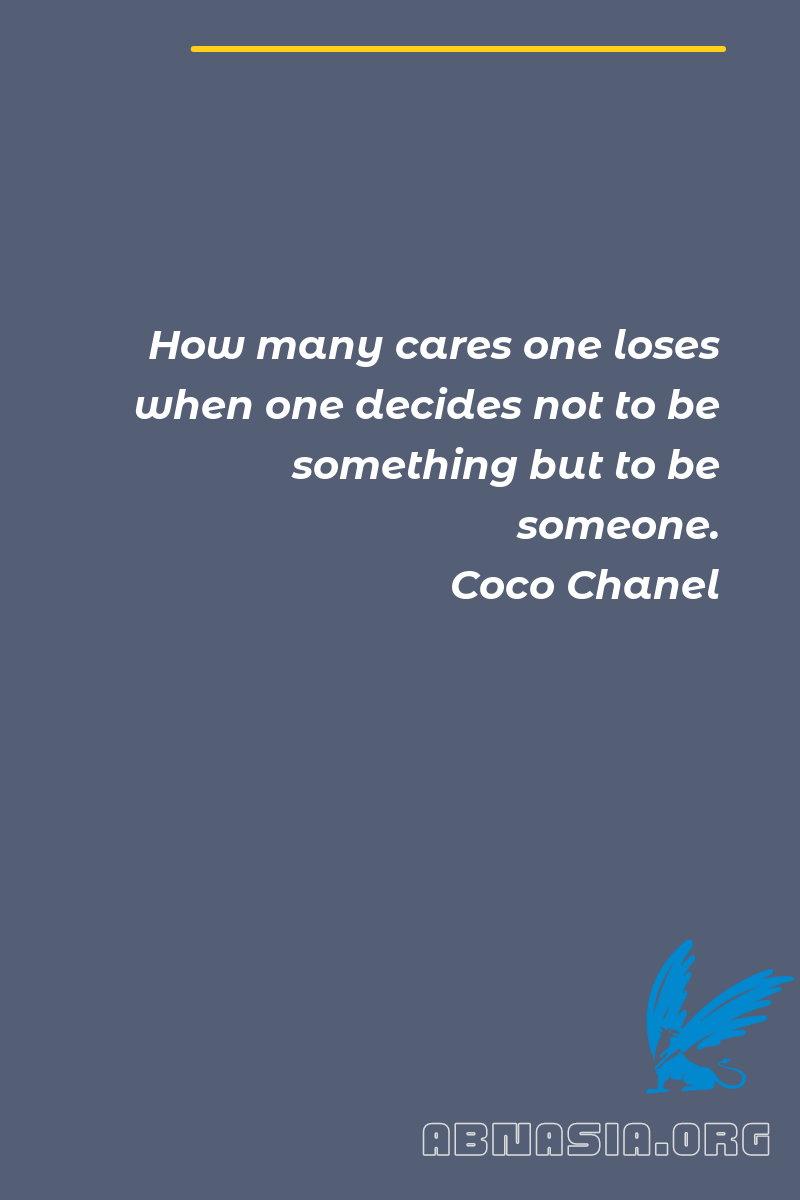 How many cares one loses
when one decides not to be
something but to be
someone.
Coco Chanel
ABNASIA.ORG